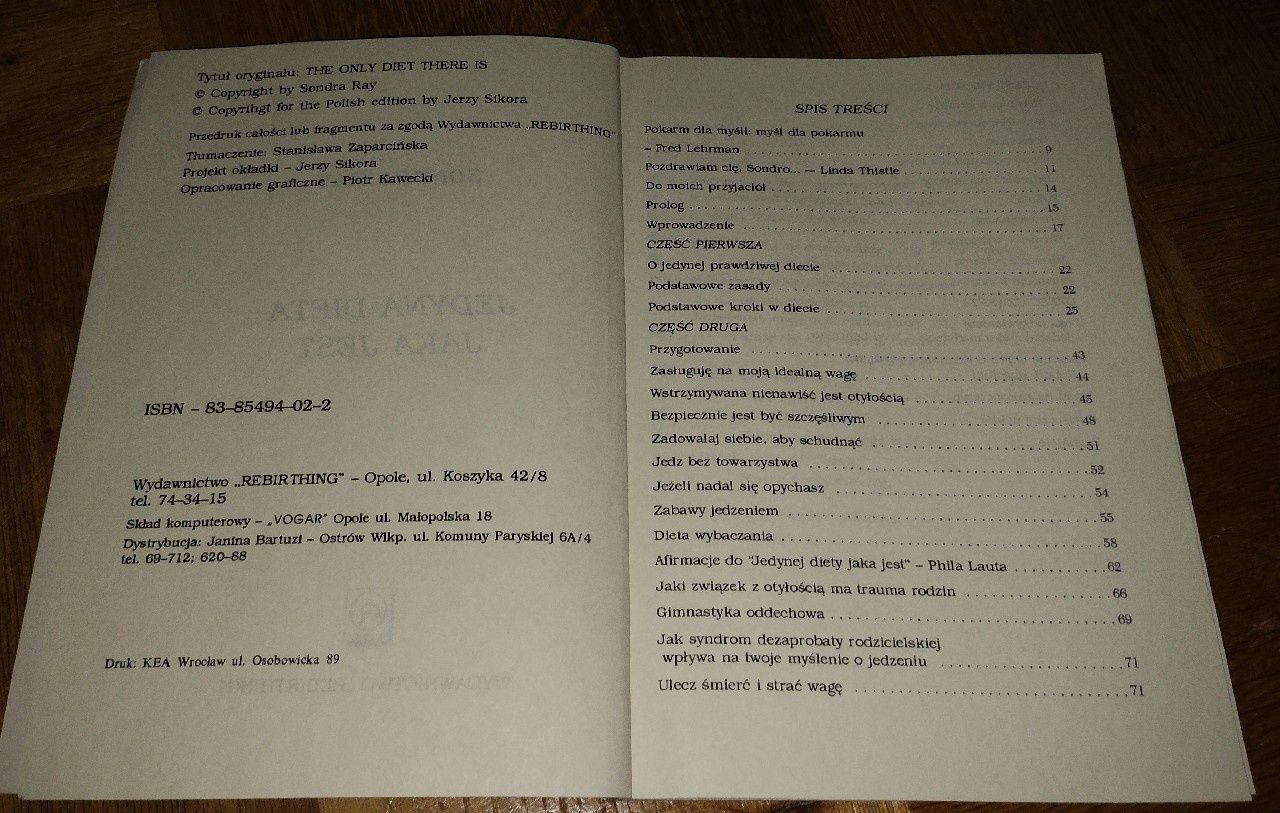 Tytuł oryginału: THE ONLY DIET THERE IS
© Copyright by Sondra Ray
© Copyrihgt for the Polish edition by Jerzy Sikora
Przedruk całości lub fragmentu za zgodą Wydawnictwa „REBIRTHING"
Tłumaczenie: Stanisława Zaparcińska
Projekt okładki – Jerzy Sikora
Opracowanie graficzne – Piotr Kawecki
JEDYNA DIETA
JAKA JEST
ISBN – 83–85494–02–2
Wydawnictwo „REBIRTHING" – Opole, ul. Koszyka 42/8
tel. 74–34–15
Skład komputerowy – „VOGAR" Opole ul. Małopolska 18
Dystrybucja: Janina Bartuzi – Ostrów Wlkp. ul. Komuny Paryskiej 6A/4
tel. 69–712; 620–88
Druk: KEA Wrocław ul. Osobowicka 89
SPIS TREŚCI
Pokarm dla myśli: myśl dla pokarmu
– Fred Lehrman ........ 9
Pozdrawiam cię, Sondro... — Linda Thistle ........ 11
Do moich przyjaciół ........ 14
Prolog ........ 15
Wprowadzenie ........ 17
CZĘŚĆ PIERWSZA
O jedynej prawdziwej diecie ........ 22
Podstawowe zasady ........ 22
Podstawowe kroki w diecie ........ 25
CZĘŚĆ DRUGA
Przygotowanie ........ 43
Zasługuję na moją idealną wagę ........ 44
Wstrzymywana nienawiść jest otyłością ........ 45
Bezpiecznie jest być szczęśliwym ........ 48
Zadowalaj siebie, aby schudnąć ........ 51
Jedz bez towarzystwa ........ 52
Jeżeli nadal się opychasz ........ 54
Zabawy jedzeniem ........ 55
Dieta wybaczania ........ 58
Afirmacje do "Jedynej diety jaka jest" – Phila Lauta ........ 62
Jaki związek z otyłością ma trauma rodzin ........ 66
Gimnastyka oddechowa ........ 69
Jak syndrom dezaprobaty rodzicielskiej
wpływa na twoje myślenie o jedzeniu ........ 71
Ulecz śmierć i strać wagę ........ 71